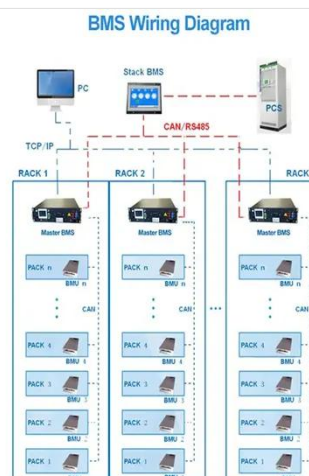 BMS Wiring Diagram
Stack BMS
PC
PCS
CAN/RS485
TCP/IP
RACK 1
RACK 2
RACK
Master BMS
Master BMS
Master BMS
PACK n
PACK n
PACK n
BMU n
BMU n
BMU n
CAN
CAN
CAN
PACK 4
PACK 4
PACK 4
BMU 4
BMU 4
BMU 4
PACK 3
PACK 3
PACK 3
BMU 3
BMU 3
BMU 3
PACK 2
PACK 2
PACK 2
BMU 2
BMU 2
BMU 2
PACK 1
PACK 1
PACK 1